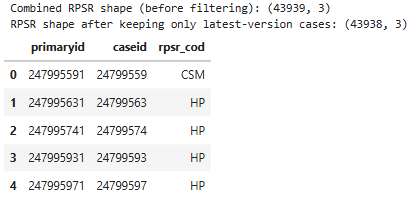 Combined RPSR shape (before filtering): (43939, 3)
RPSR shape after keeping only latest-version cases: (43938, 3)
primaryid caseid rpsr_cod
0 247995591 24799559 CSM
1 247995631 24799563 HP
2 247995741 24799574 HP
3 247995931 24799593 HP
4 247995971 24799597 HP